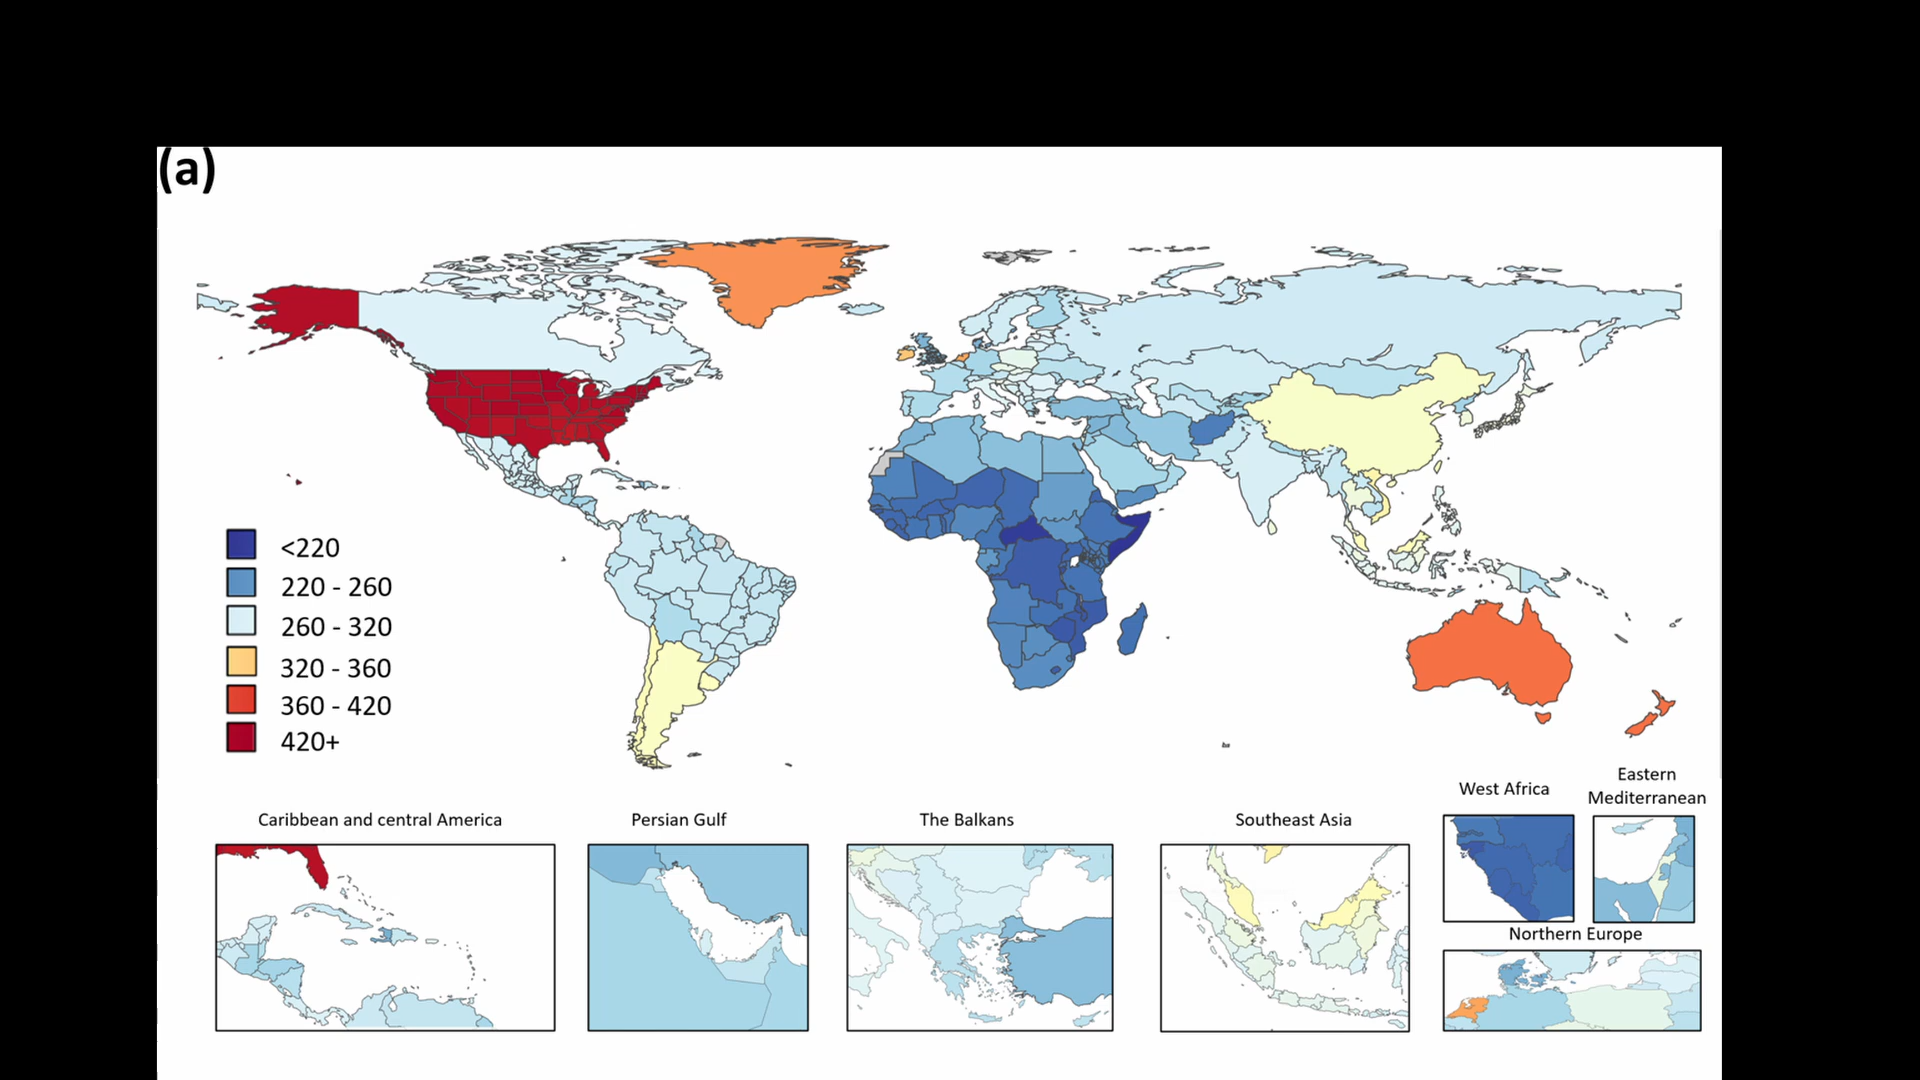 (a)
<220
220 - 260
260 - 320
320 - 360
360 - 420
420+
Caribbean and central America
Persian Gulf
The Balkans
Southeast Asia
West Africa
Eastern
Mediterranean
Northern Europe